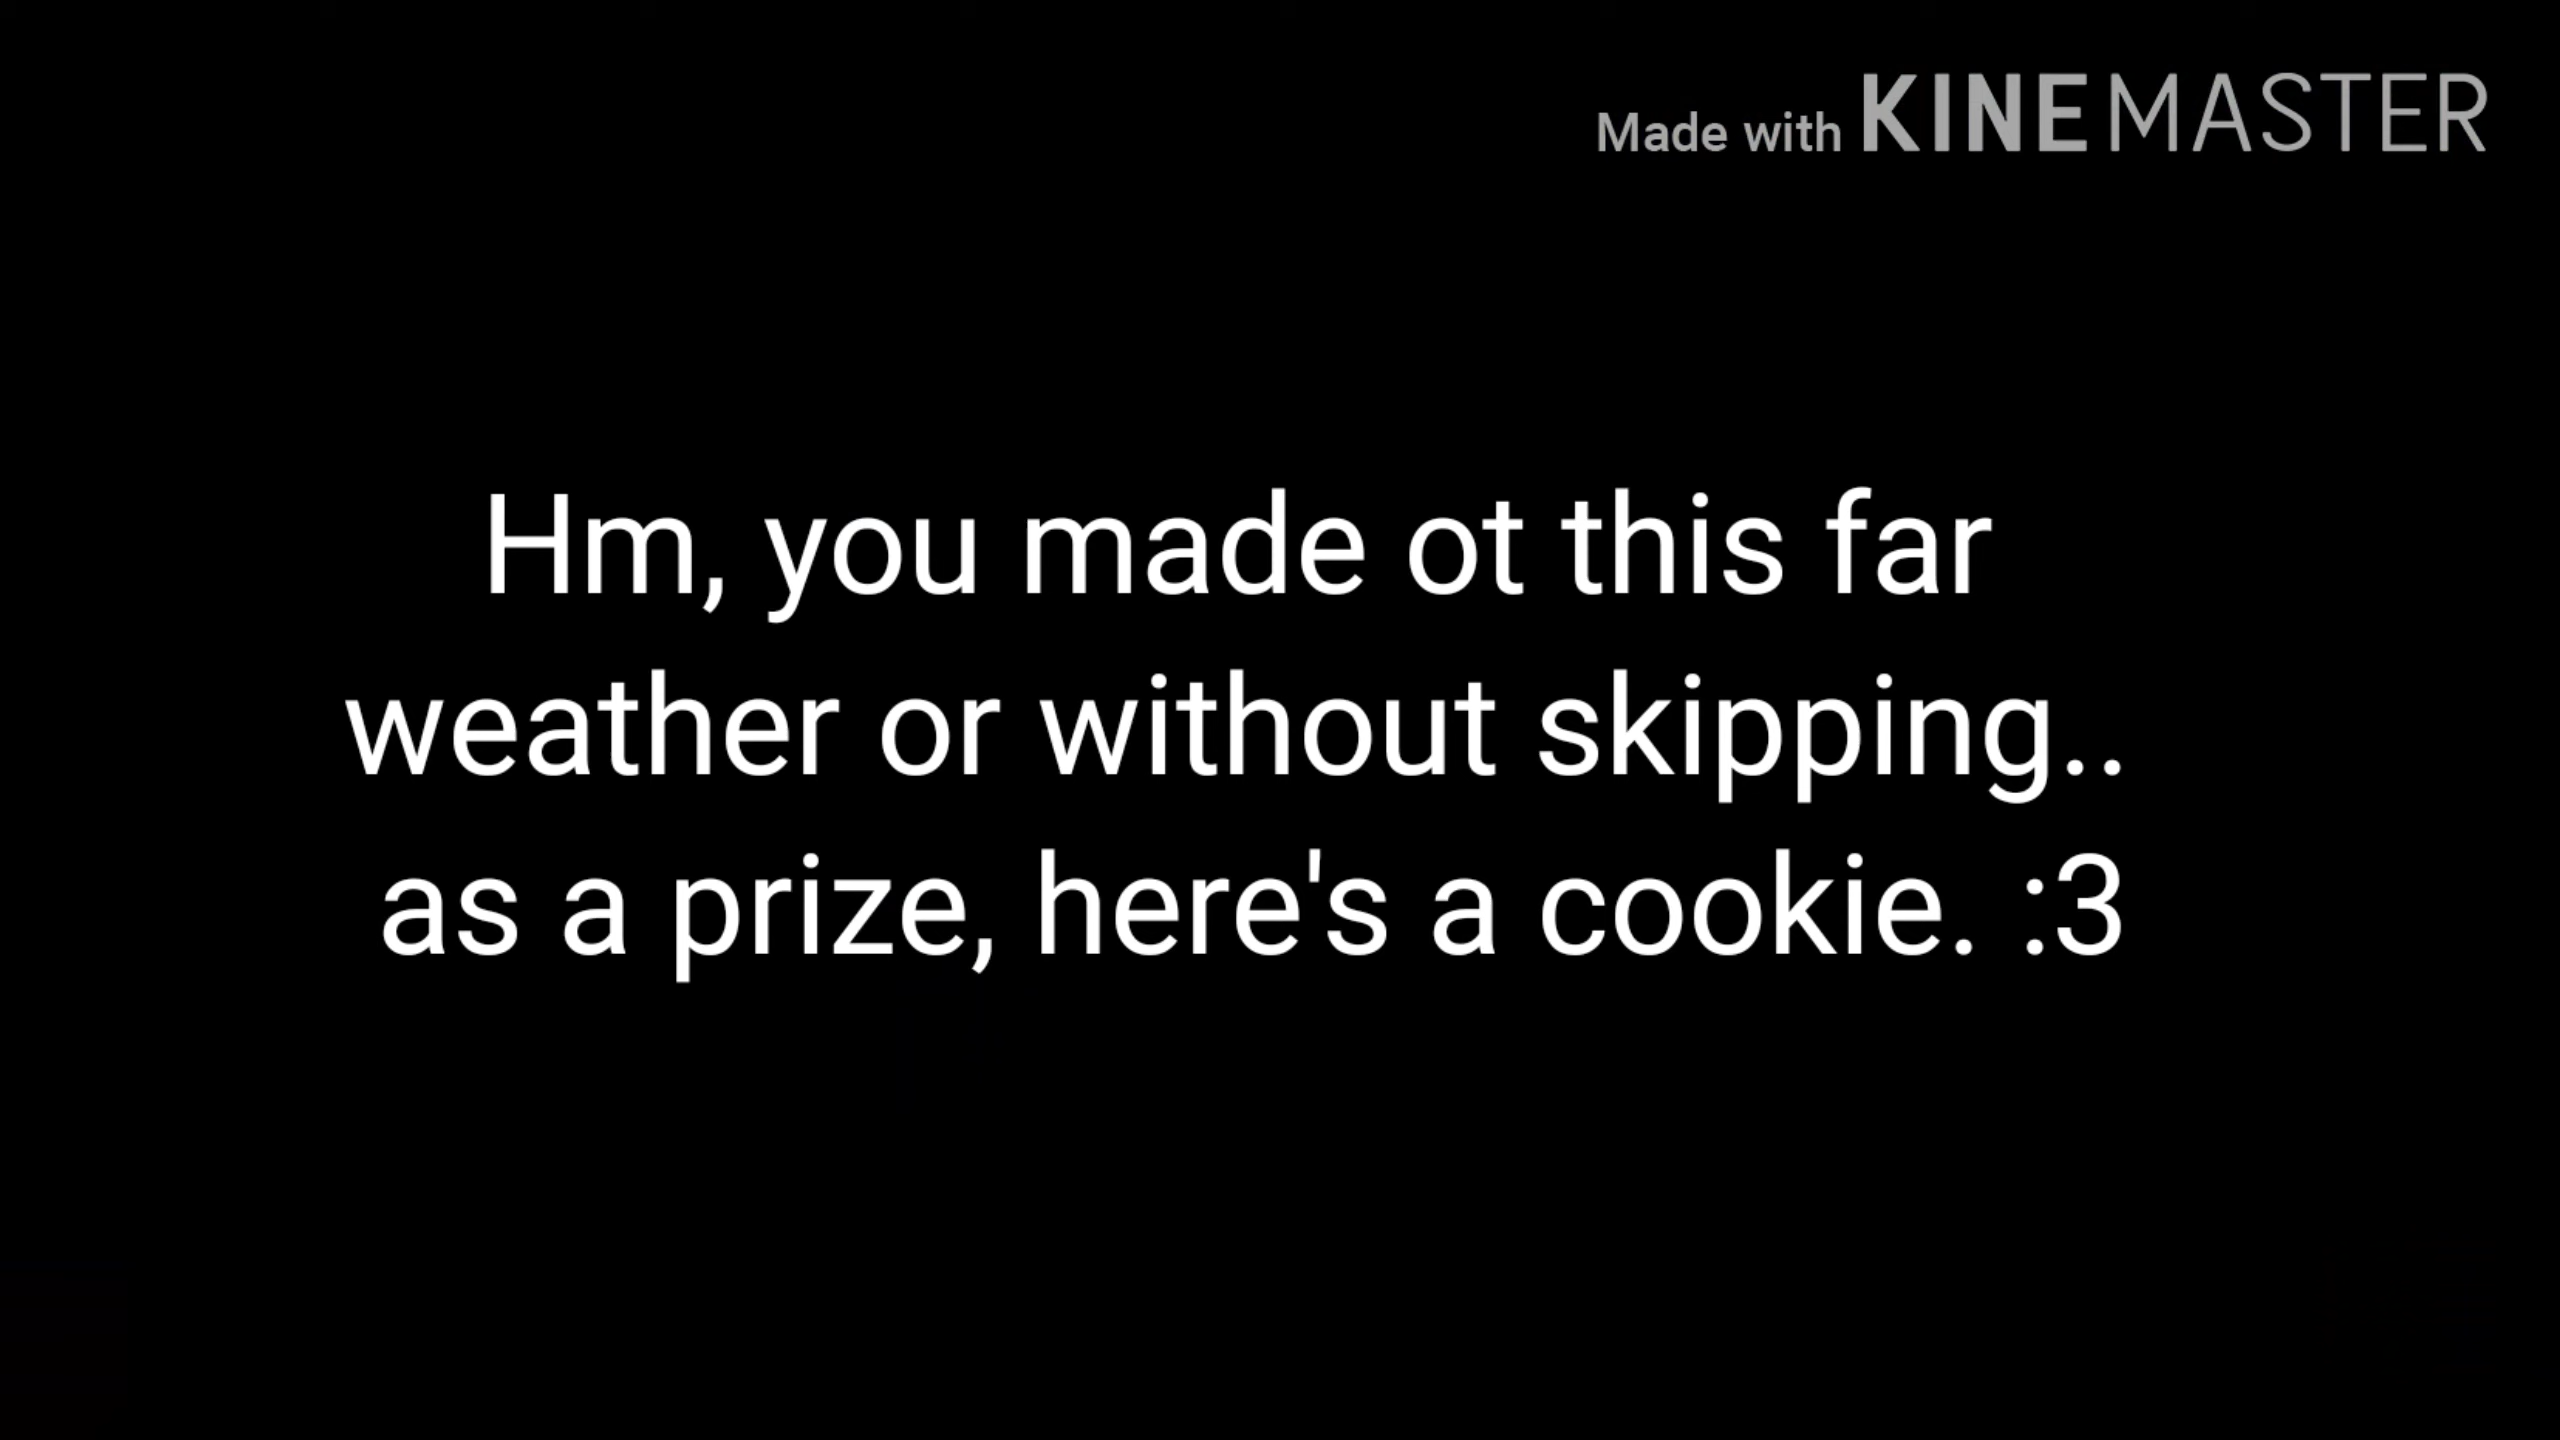 Made with KINEMASTER
Hm, you made ot this far
weather or without skipping..
as a prize, here's a cookie. :3